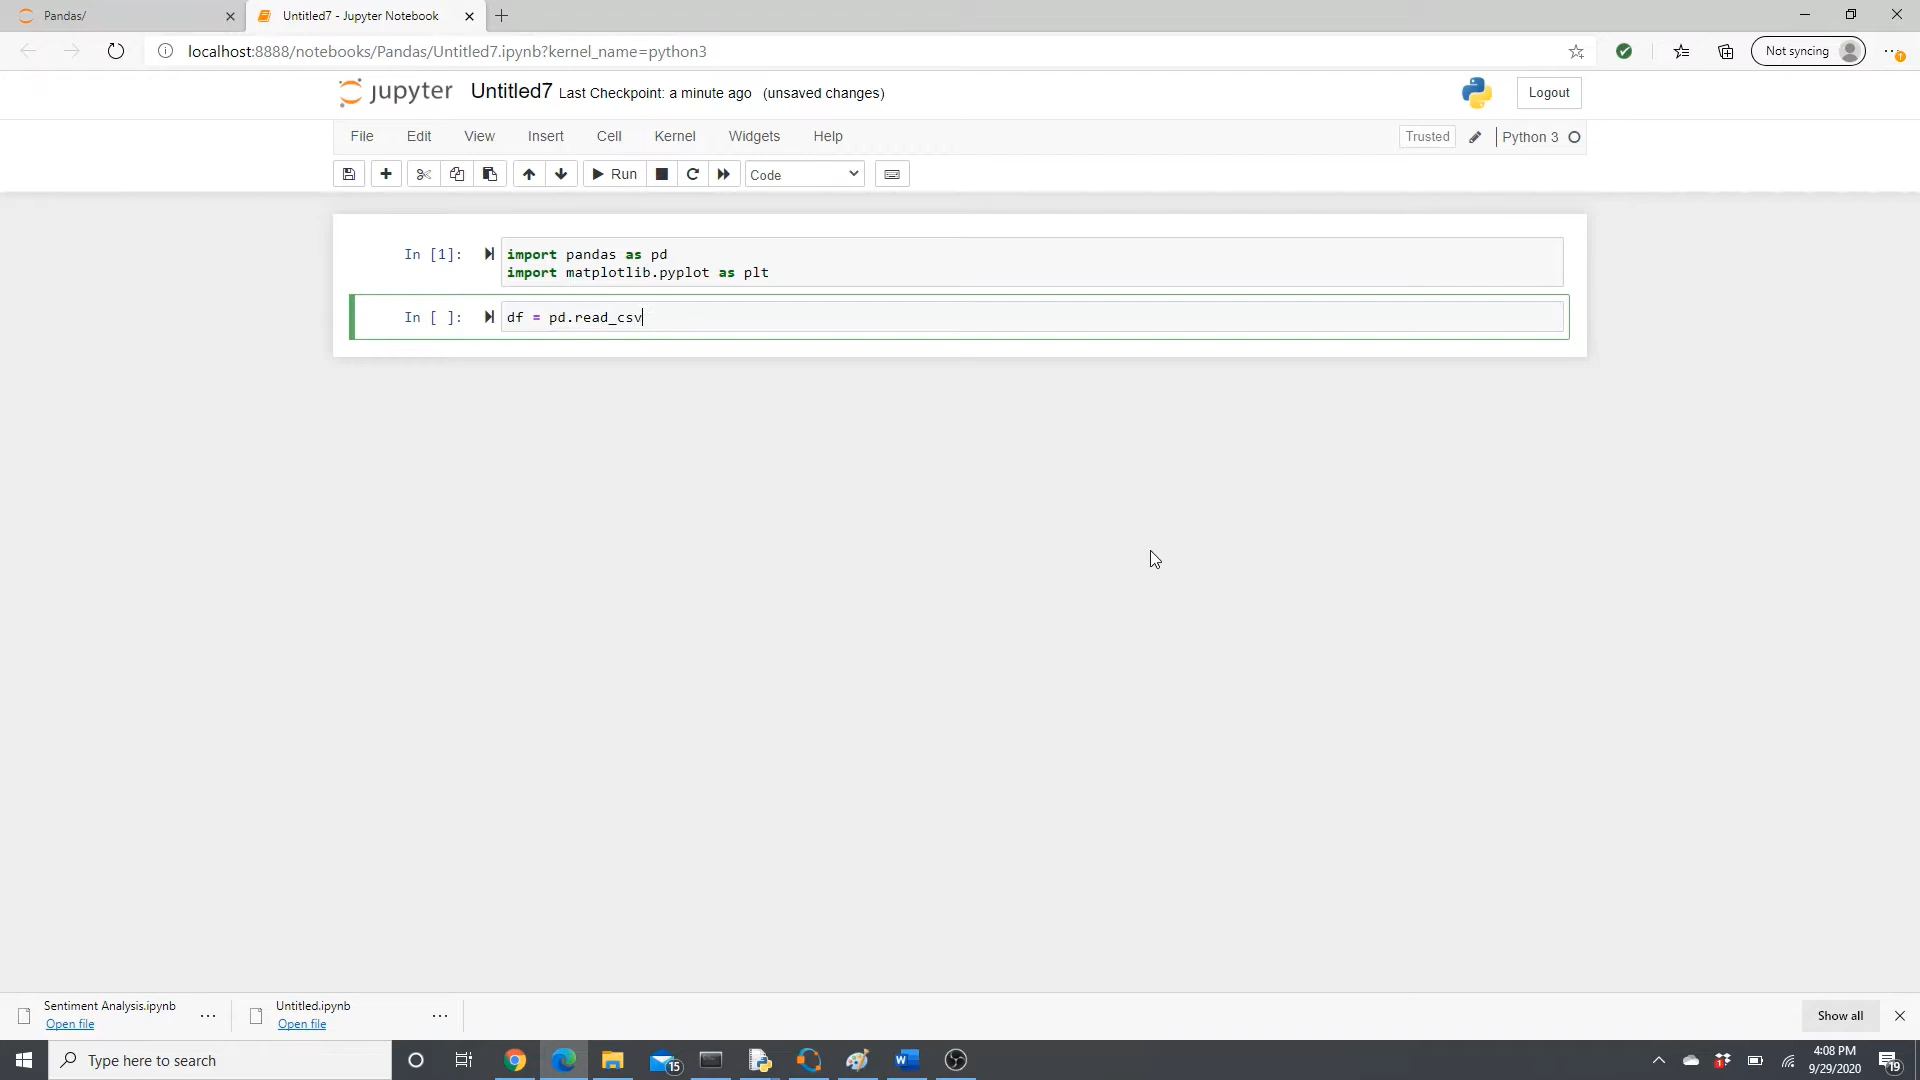 Pandas/
Untitled7 - Jupyter Notebook
localhost:8888/notebooks/Pandas/Untitled7.ipynb?kernel_name=python3
Not syncing
jupyter Untitled7 Last Checkpoint: a minute ago (unsaved changes)
Logout
File Edit View Insert Cell Kernel Widgets Help
Trusted
Python 3
Run
Code
In [1]: import pandas as pd
import matplotlib.pyplot as plt
In [ ]: df = pd.read_csv
Sentiment Analysis.ipynb
Open file
Untitled.ipynb
Open file
Show all
Type here to search
15
W
1
4:08 PM
9/29/2020
19